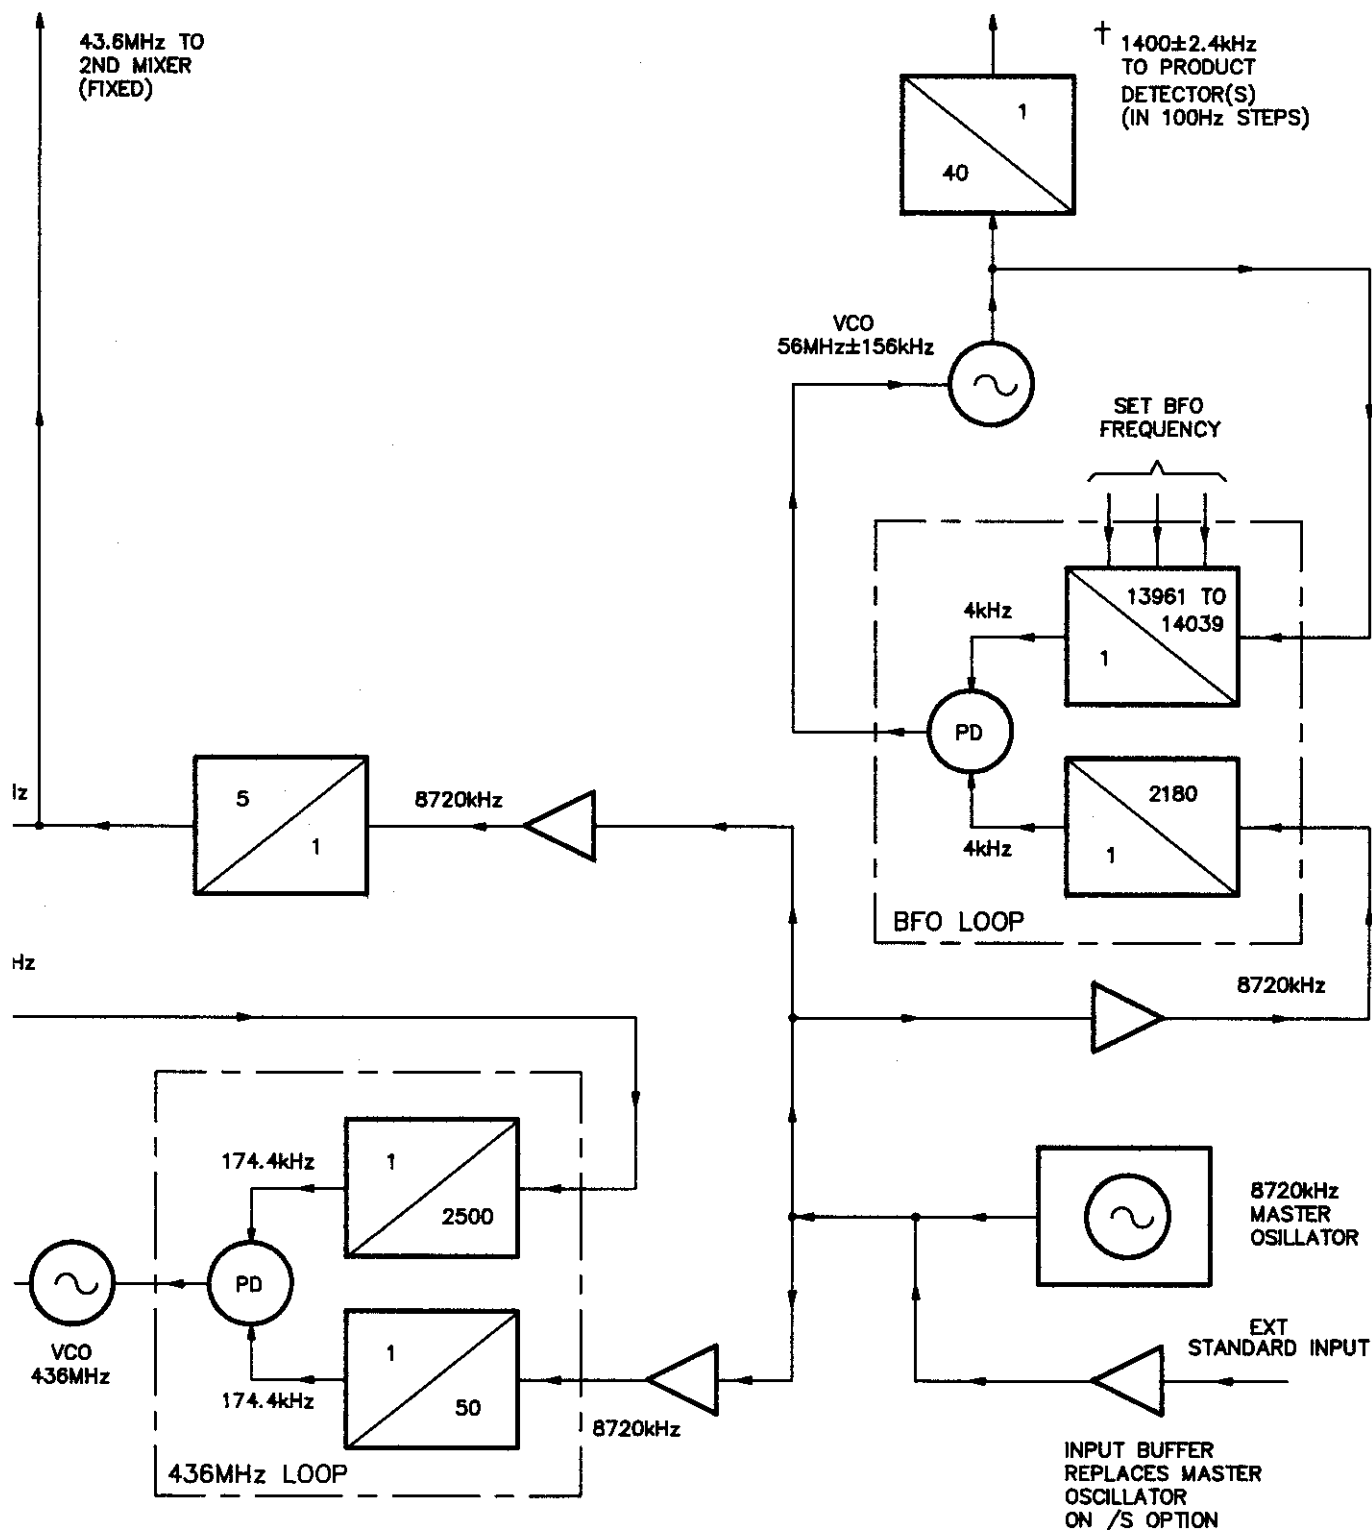 43.6MHz TO
2ND MIXER
(FIXED)
† 1400±2.4kHz
TO PRODUCT
DETECTOR(S)
(IN 100Hz STEPS)
1
40
VCO
56MHz±156kHz
SET BFO
FREQUENCY
13961 TO
14039
1
4kHz
PD
2180
1
4kHz
BFO LOOP
lz
5
1
8720kHz
Hz
8720kHz
174.4kHz
1
2500
PD
VCO
436MHz
1
50
174.4kHz
8720kHz
436MHz LOOP
8720kHz
MASTER
OSILLATOR
EXT
STANDARD INPUT
INPUT BUFFER
REPLACES MASTER
OSCILLATOR
ON /S OPTION